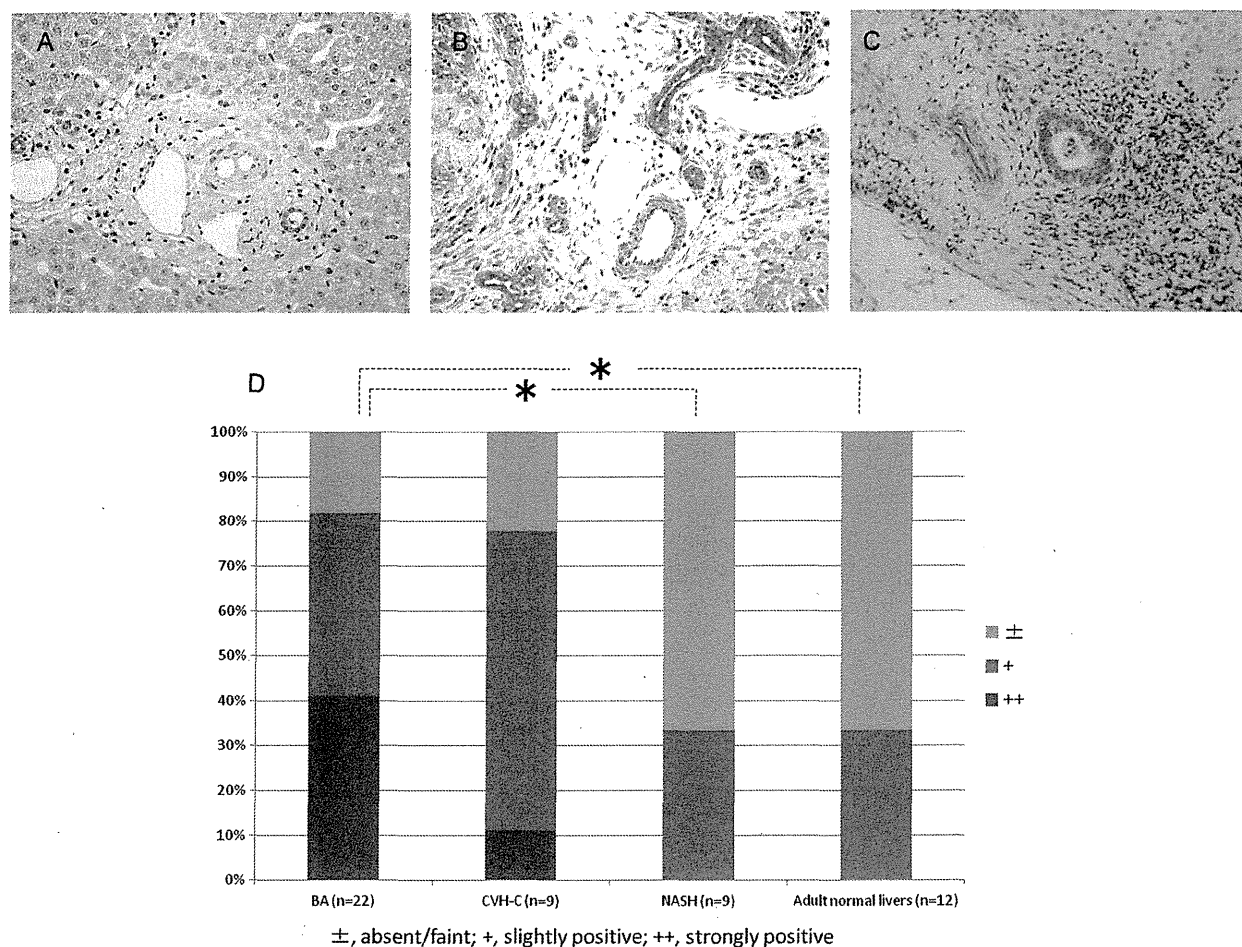 A
B
C
D
*
*
100%
90%
80%
70%
60%
50%
40%
30%
20%
10%
0%
±
+
++
BA (n=22)
CVH-C (n=9)
NASH (n=9)
Adult normal livers (n=12)
±, absent/faint; +, slightly positive; ++, strongly positive